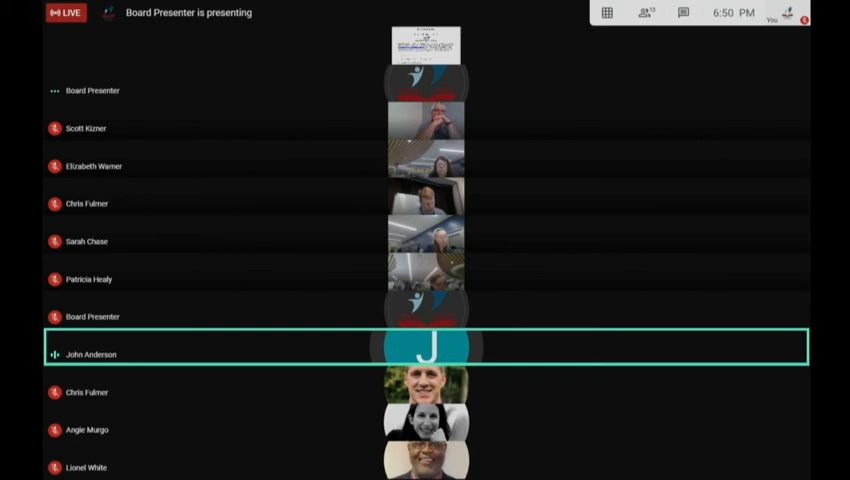 LIVE
Board Presenter is presenting
13
6:50 PM
You
Board Presenter
Scott Kizner
Elizabeth Warner
Chris Fulmer
Sarah Chase
Patricia Healy
Board Presenter
J
John Anderson
Chris Fulmer
Angie Murgo
Lionel White